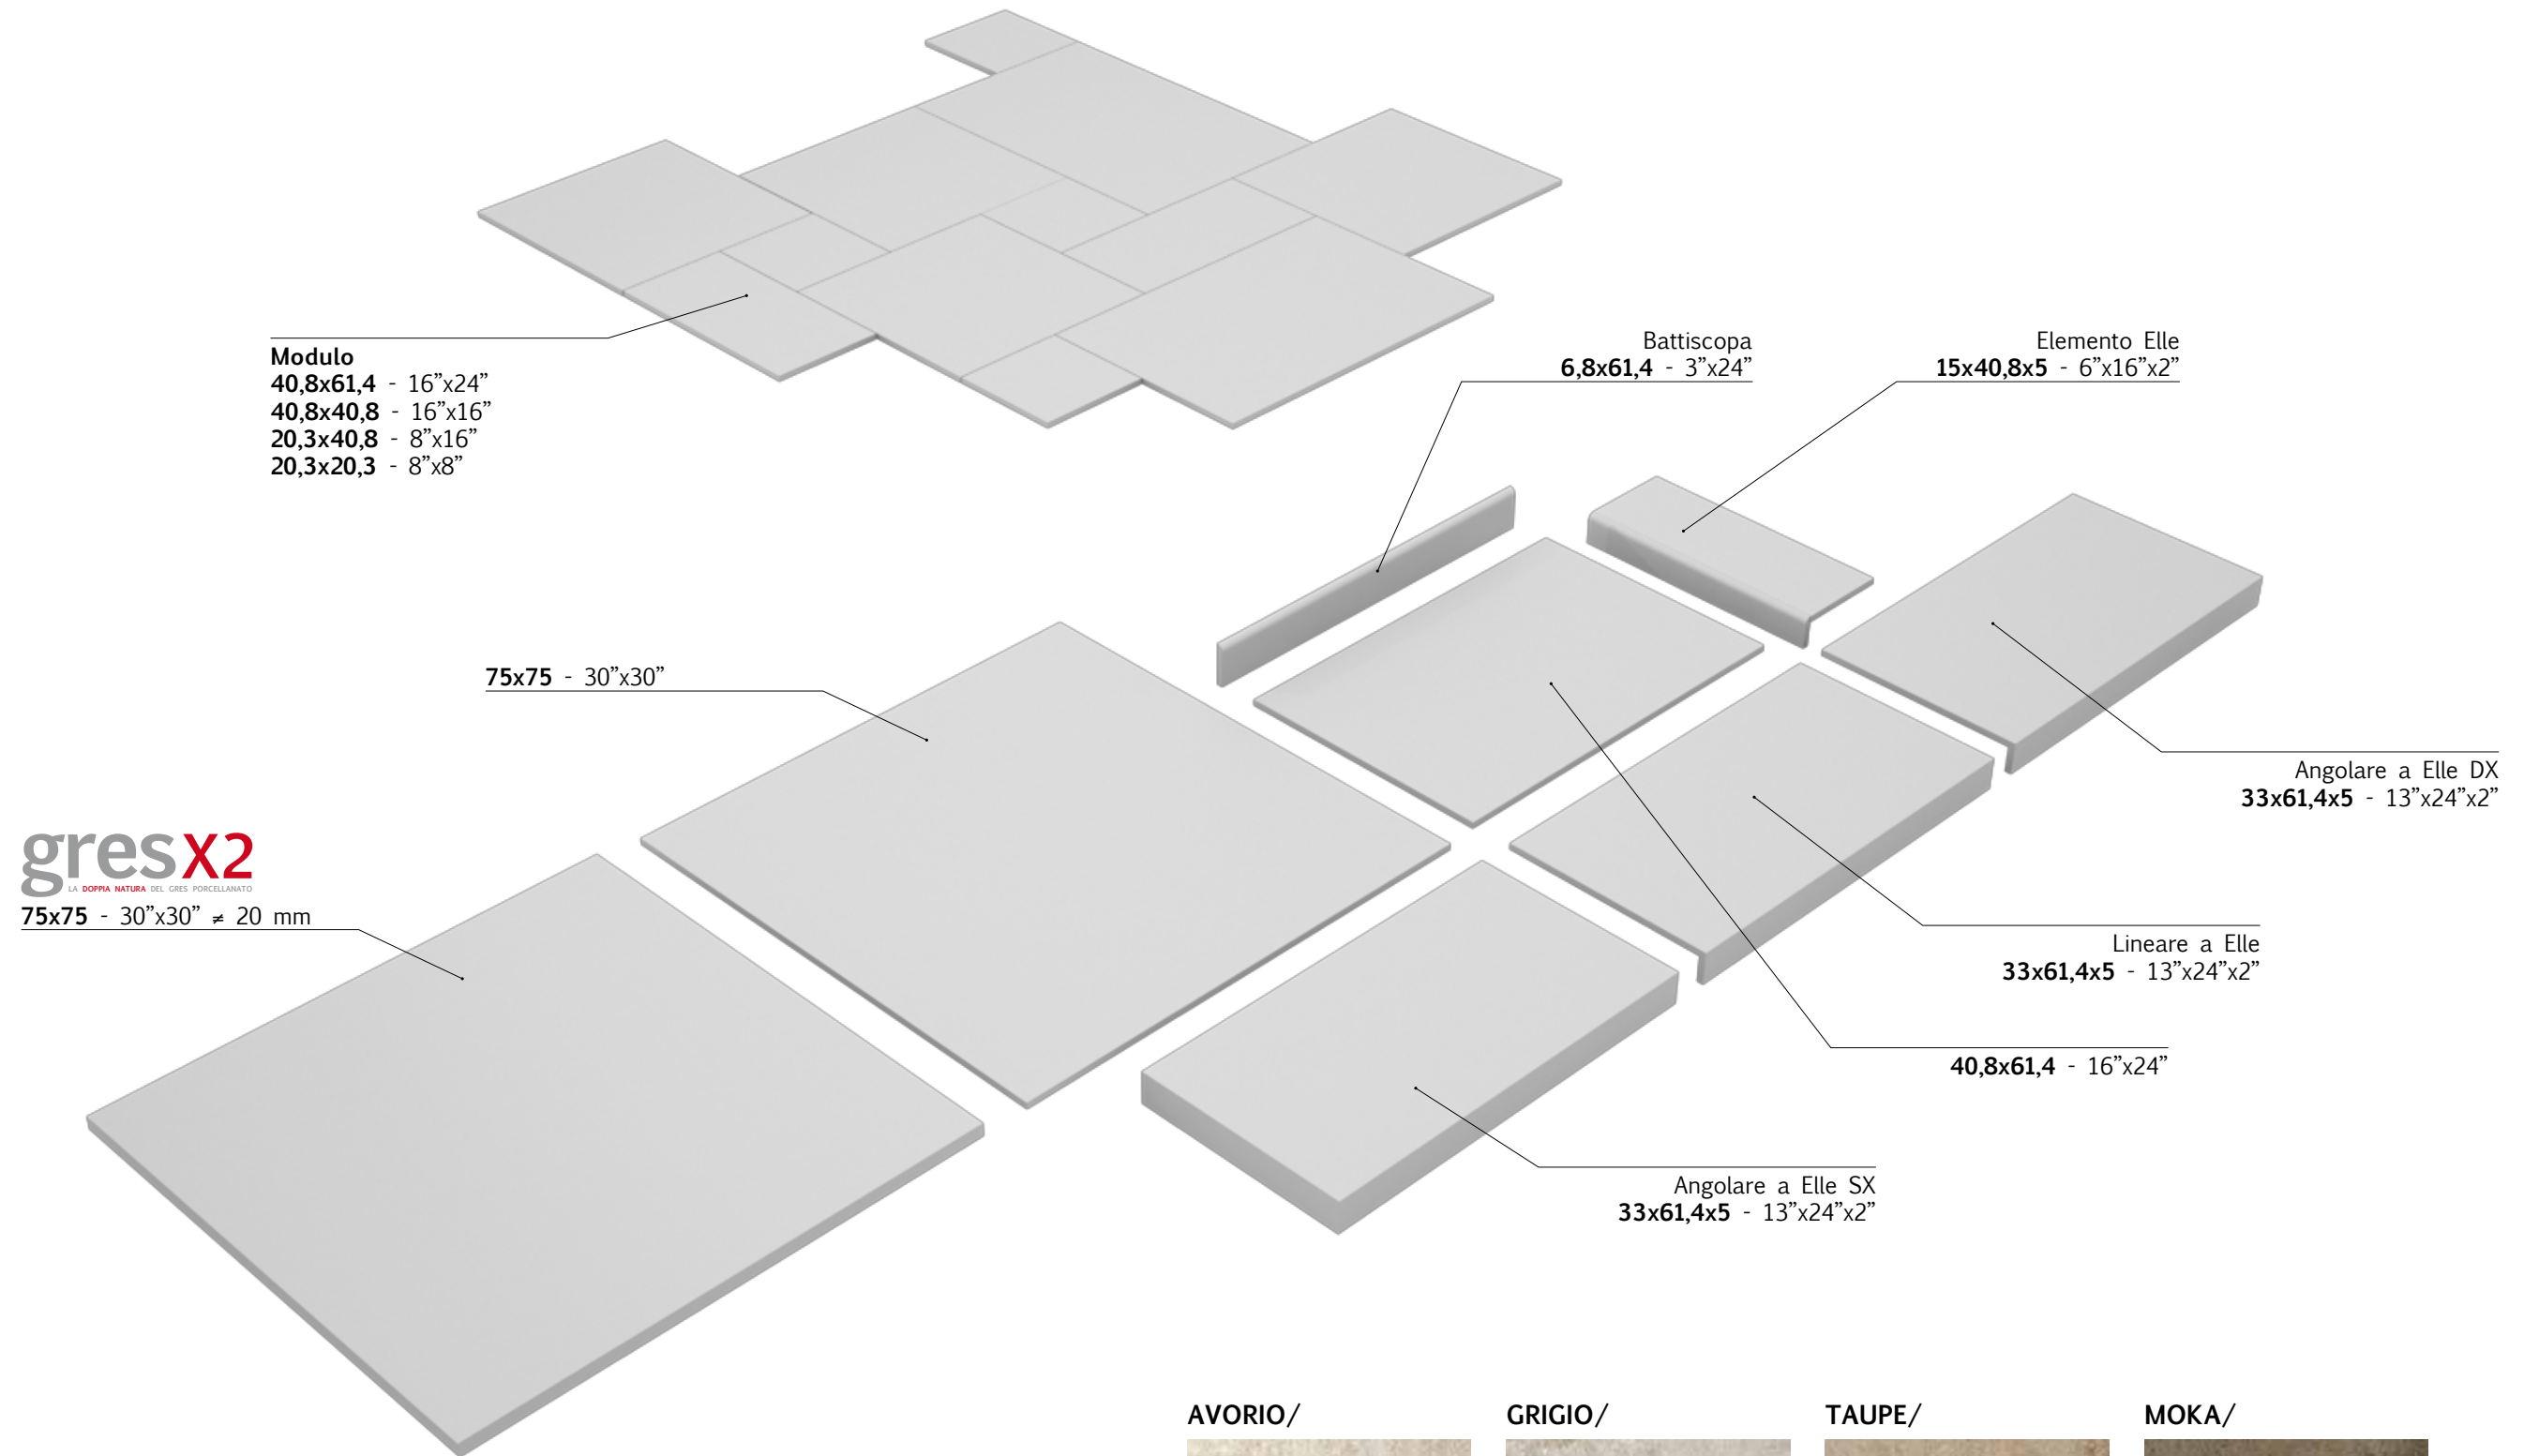 Modulo
40,8x61,4 - 16”x24”
40,8x40,8 - 16”x16”
20,3x40,8 - 8”x16”
20,3x20,3 - 8”x8”
Battiscopa
6,8x61,4 - 3”x24”
Elemento Elle
15x40,8x5 - 6”x16”x2”
75x75 - 30”x30”
Angolare a Elle DX
33x61,4x5 - 13”x24”x2”
gresx2
LA DOPPIA NATURA DEL GRES PORCELLANATO
75x75 - 30”x30” ≠ 20 mm
Lineare a Elle
33x61,4x5 - 13”x24”x2”
40,8x61,4 - 16”x24”
Angolare a Elle SX
33x61,4x5 - 13”x24”x2”
AVORIO/
GRIGIO/
TAUPE/
MOKA/